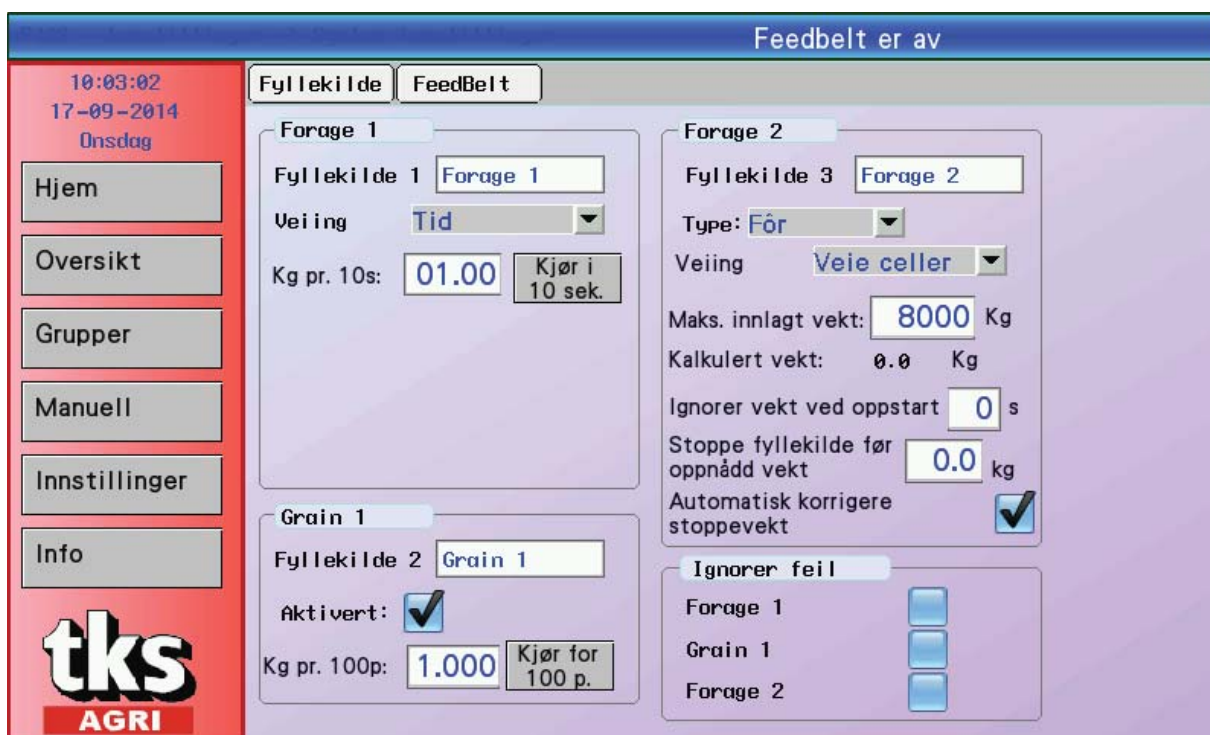 Feedbelt er av
10:03:02
17-09-2014
Onsdag
Hjem
Oversikt
Grupper
Manuell
Innstillinger
Info
tks
AGRI
Fyllekilde
FeedBelt
Forage 1
Fyllekilde 1 Forage 1
Veiing Tid
Kg pr. 10s: 01.00 Kjør i
10 sek.
Grain 1
Fyllekilde 2 Grain 1
Aktivert:
Kg pr. 100p: 1.000 Kjør for
100 p.
Forage 2
Fyllekilde 3 Forage 2
Type: Fôr
Veiing Veie celler
Maks. innlagt vekt: 8000 Kg
Kalkulert vekt: 0.0 Kg
Ignorer vekt ved oppstart 0 s
Stoppe fyllekilde før
oppnådd vekt 0.0 kg
Automatisk korrigere
stoppevekt
Ignorer feil
Forage 1
Grain 1
Forage 2